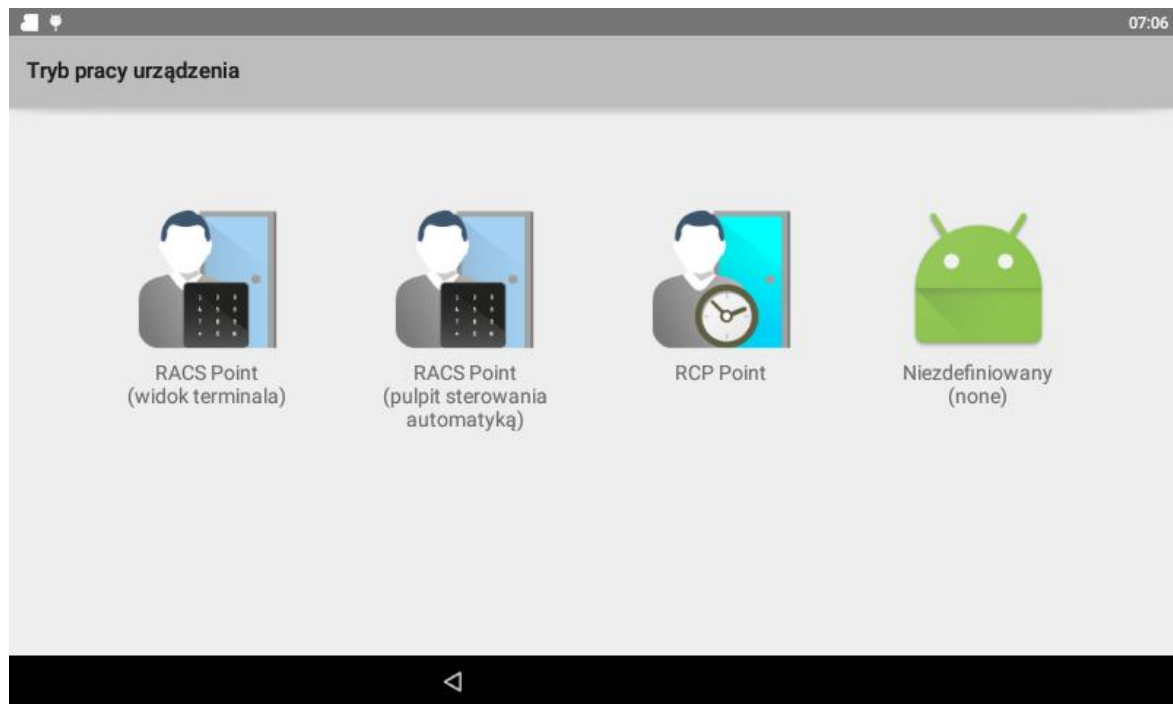 07:06
Tryb pracy urządzenia
RACS Point
(widok terminala)
RACS Point
(pulpit sterowania
automatyką)
RCP Point
Niezdefiniowany
(none)